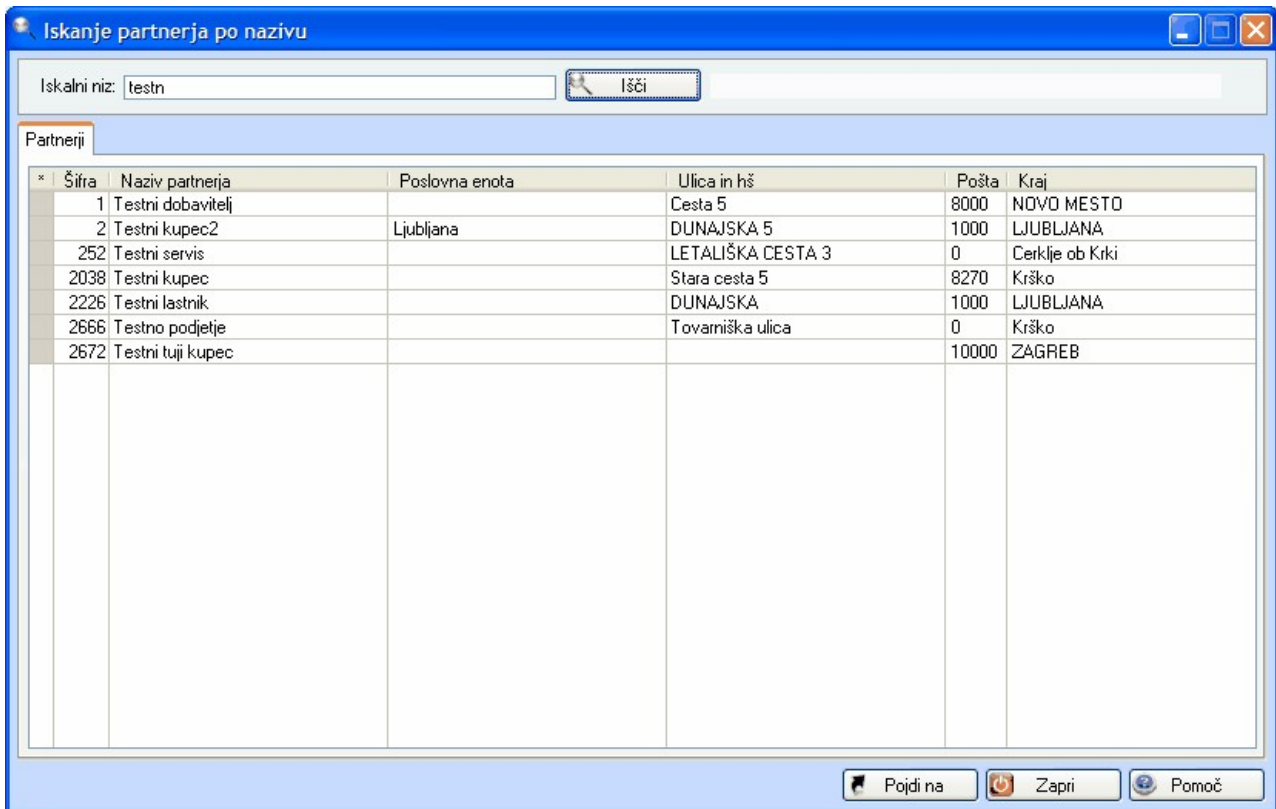 Iskanje partnerja po nazivu
Iskalni niz: testn Išči
Partnerji
* Šifra Naziv partnerja Poslovna enota Ulica in hš Pošta Kraj
1 Testni dobavitelj Cesta 5 8000 NOVO MESTO
2 Testni kupec2 Ljubljana DUNAJSKA 5 1000 LJUBLJANA
252 Testni servis LETALIŠKA CESTA 3 0 Cerklje ob Krki
2038 Testni kupec Stara cesta 5 8270 Krško
2226 Testni lastnik DUNAJSKA 1000 LJUBLJANA
2666 Testno podjetje Tovarniška ulica 0 Krško
2672 Testni tuji kupec 10000 ZAGREB
Pojdi na Zapri Pomoč